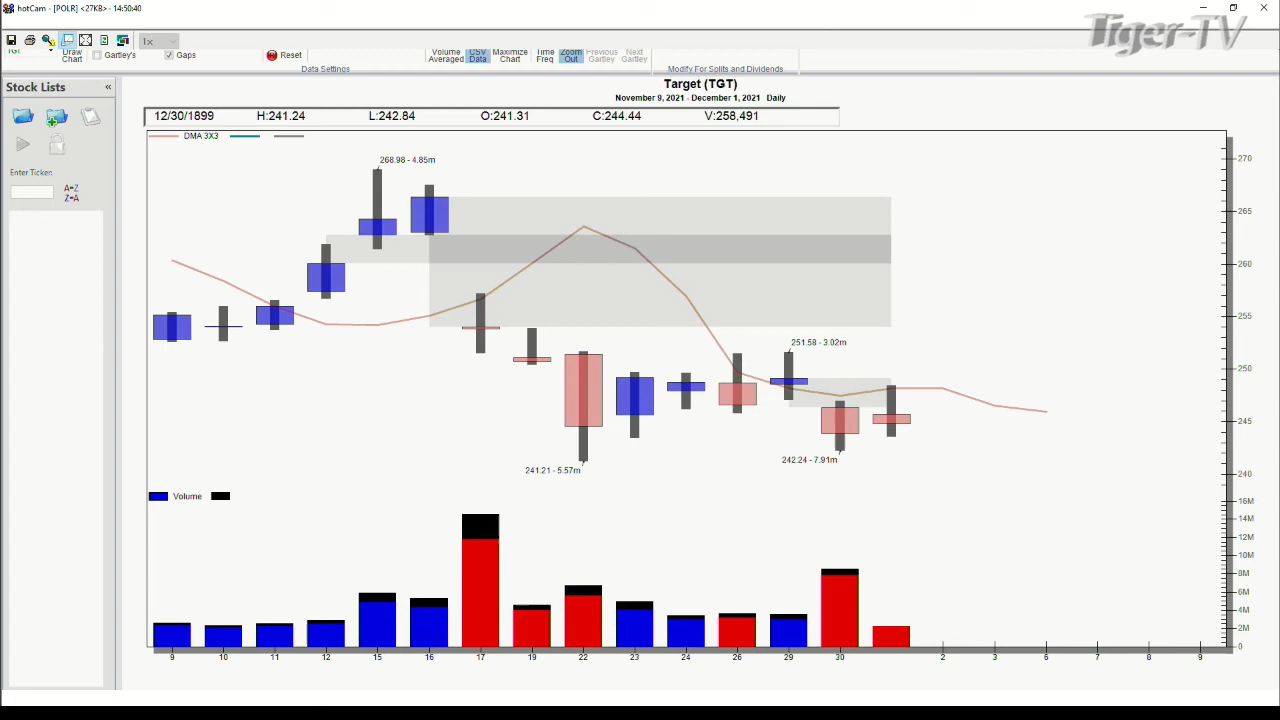 hotCam - [POLR] <27KB> - 14:50:40
Tiger-TV
1x
TGT
Draw Chart
Gartley's
Gaps
Reset
Volume Averaged
CSV Data
Maximize Chart
Time Freq
Zoom Out
Previous Gartley
Next Gartley
Data Settings
Modify For Splits and Dividends
Stock Lists «
Target (TGT)
November 9, 2021 - December 1, 2021 Daily
12/30/1899 H:241.24 L:242.84 O:241.31 C:244.44 V:258,491
DMA 3X3
Enter Ticker:
A=Z
Z=A
268.98 - 4.85m
251.58 - 3.02m
241.21 - 5.57m
242.24 - 7.91m
270
265
260
255
250
245
240
Volume
16M
14M
12M
10M
8M
6M
4M
2M
0
9 10 11 12 15 16 17 19 22 23 24 26 29 30 2 3 6 7 8 9